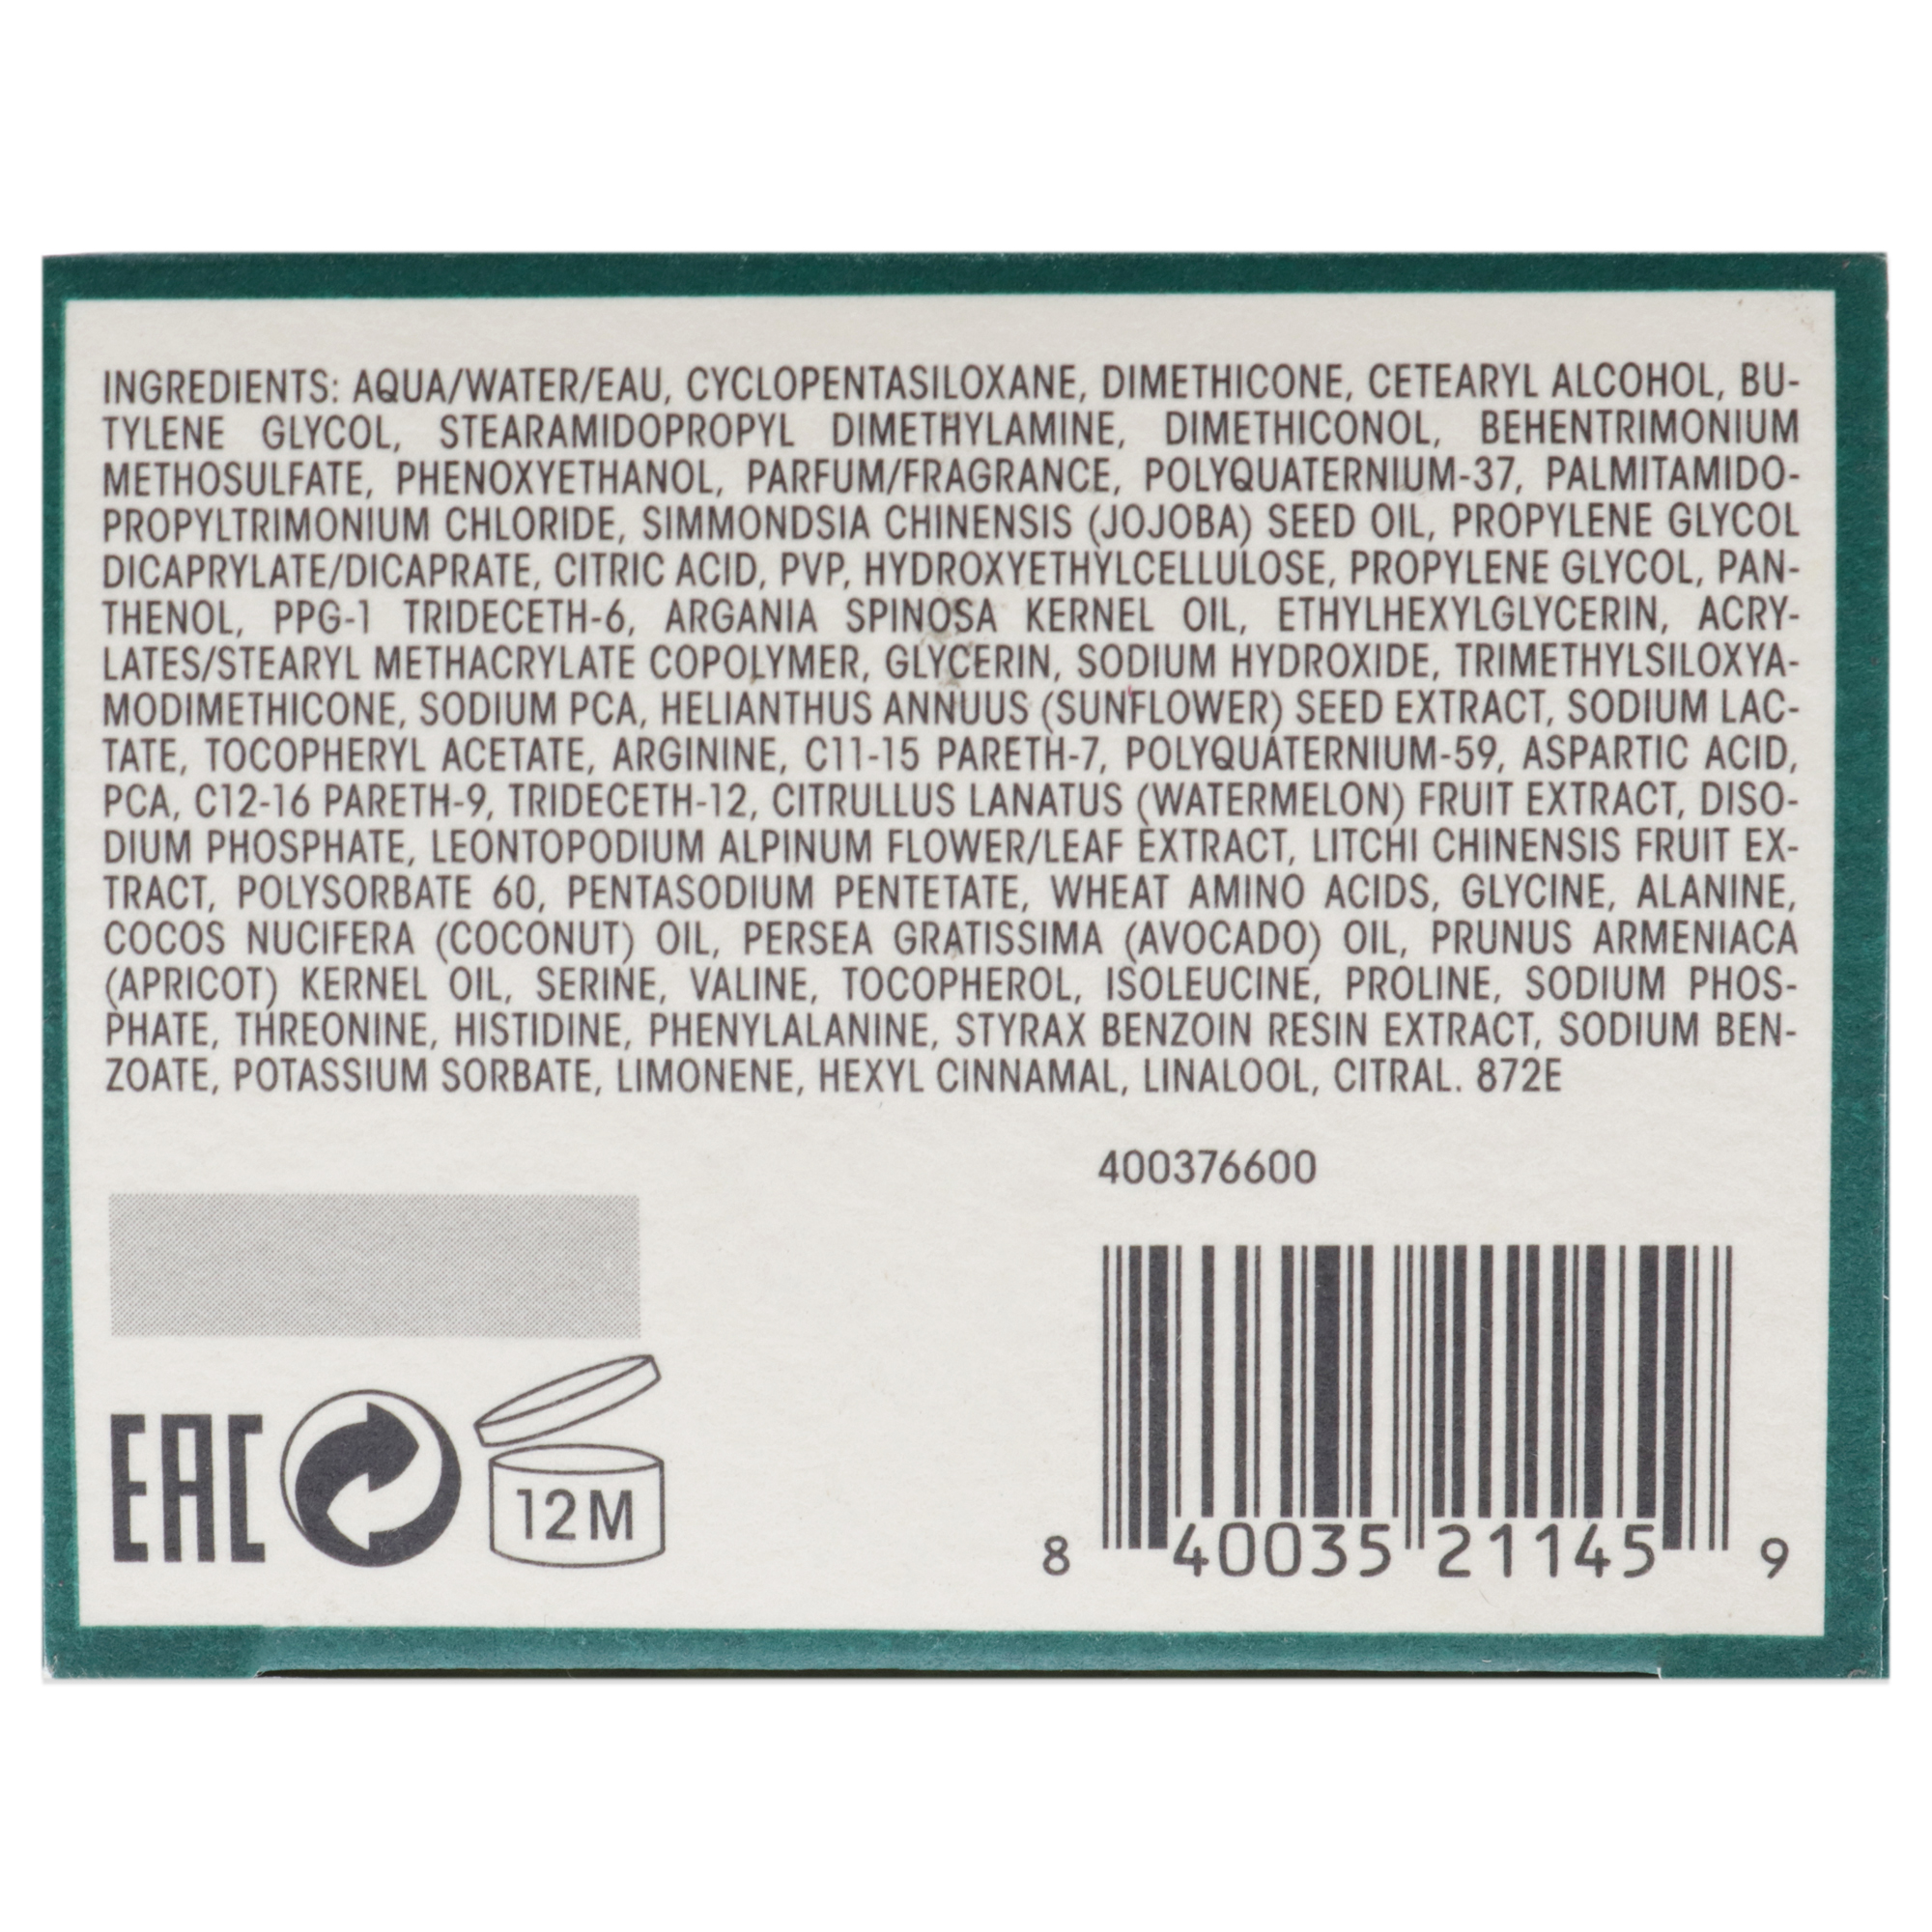 INGREDIENTS: AQUA/WATER/EAU, CYCLOPENTASILOXANE, DIMETHICONE, CETEARYL ALCOHOL, BU-
TYLENE GLYCOL, STEARAMIDOPROPYL DIMETHYLAMINE, DIMETHICONOL, BEHENTRIMONIUM
METHOSULFATE, PHENOXYETHANOL, PARFUM/FRAGRANCE, POLYQUATERNIUM-37, PALMITAMIDO-
PROPYLTRIMONIUM CHLORIDE, SIMMONDSIA CHINENSIS (JOJOBA) SEED OIL, PROPYLENE GLYCOL
DICAPRYLATE/DICAPRATE, CITRIC ACID, PVP, HYDROXYETHYLCELLULOSE, PROPYLENE GLYCOL, PAN-
THENOL, PPG-1 TRIDECETH-6, ARGANIA SPINOSA KERNEL OIL, ETHYLHEXYLGLYCERIN, ACRY-
LATES/STEARYL METHACRYLATE COPOLYMER, GLYCERIN, SODIUM HYDROXIDE, TRIMETHYLSILOXYA-
MODIMETHICONE, SODIUM PCA, HELIANTHUS ANNUUS (SUNFLOWER) SEED EXTRACT, SODIUM LAC-
TATE, TOCOPHERYL ACETATE, ARGININE, C11-15 PARETH-7, POLYQUATERNIUM-59, ASPARTIC ACID,
PCA, C12-16 PARETH-9, TRIDECETH-12, CITRULLUS LANATUS (WATERMELON) FRUIT EXTRACT, DISO-
DIUM PHOSPHATE, LEONTOPODIUM ALPINUM FLOWER/LEAF EXTRACT, LITCHI CHINENSIS FRUIT EX-
TRACT, POLYSORBATE 60, PENTASODIUM PENTETATE, WHEAT AMINO ACIDS, GLYCINE, ALANINE,
COCOS NUCIFERA (COCONUT) OIL, PERSEA GRATISSIMA (AVOCADO) OIL, PRUNUS ARMENIACA
(APRICOT) KERNEL OIL, SERINE, VALINE, TOCOPHEROL, ISOLEUCINE, PROLINE, SODIUM PHOS-
PHATE, THREONINE, HISTIDINE, PHENYLALANINE, STYRAX BENZOIN RESIN EXTRACT, SODIUM BEN-
ZOATE, POTASSIUM SORBATE, LIMONENE, HEXYL CINNAMAL, LINALOOL, CITRAL. 872E
400376600
EAC
12M
8 40035 21145 9